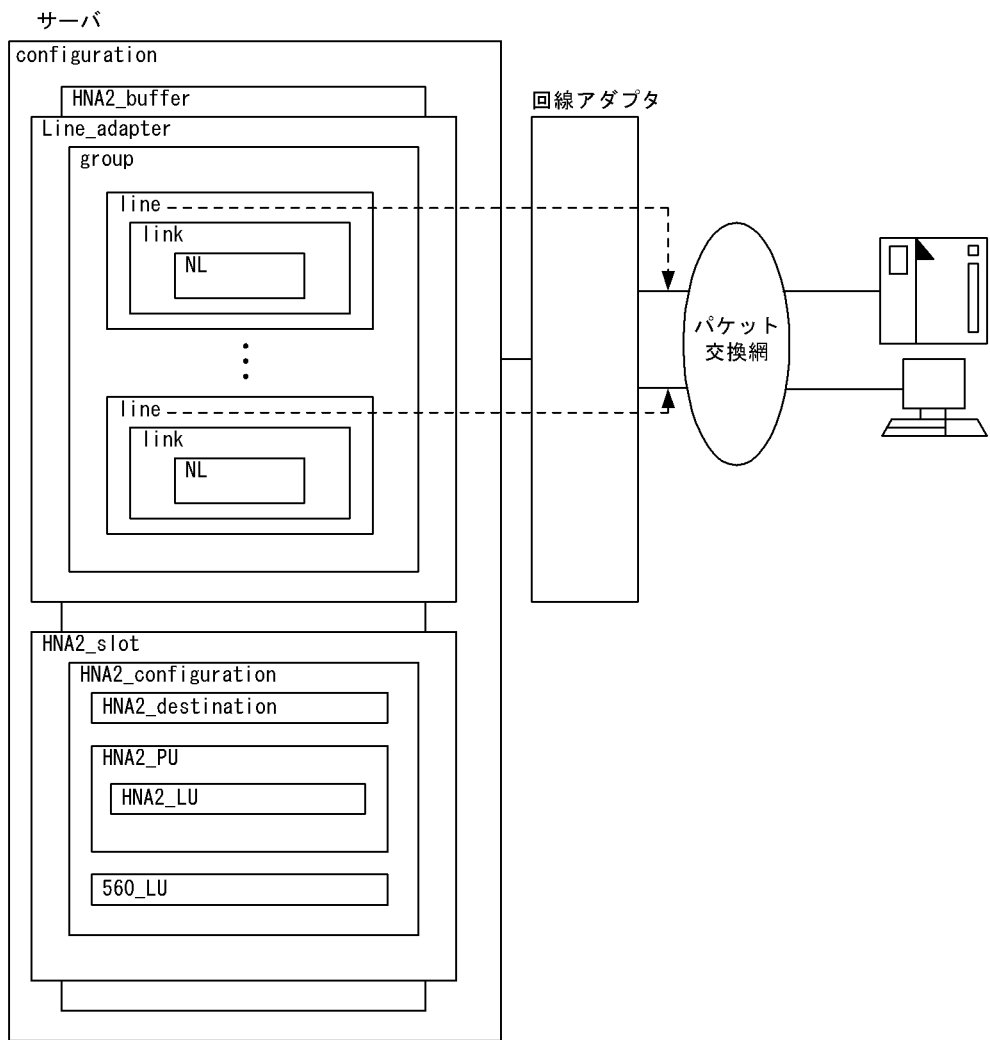 サーバ
configuration
HNA2_buffer
Line_adapter
group
line
link
NL
line
link
NL
HNA2_slot
HNA2_configuration
HNA2_destination
HNA2_PU
HNA2_LU
560_LU
回線アダプタ
パケット
交換網